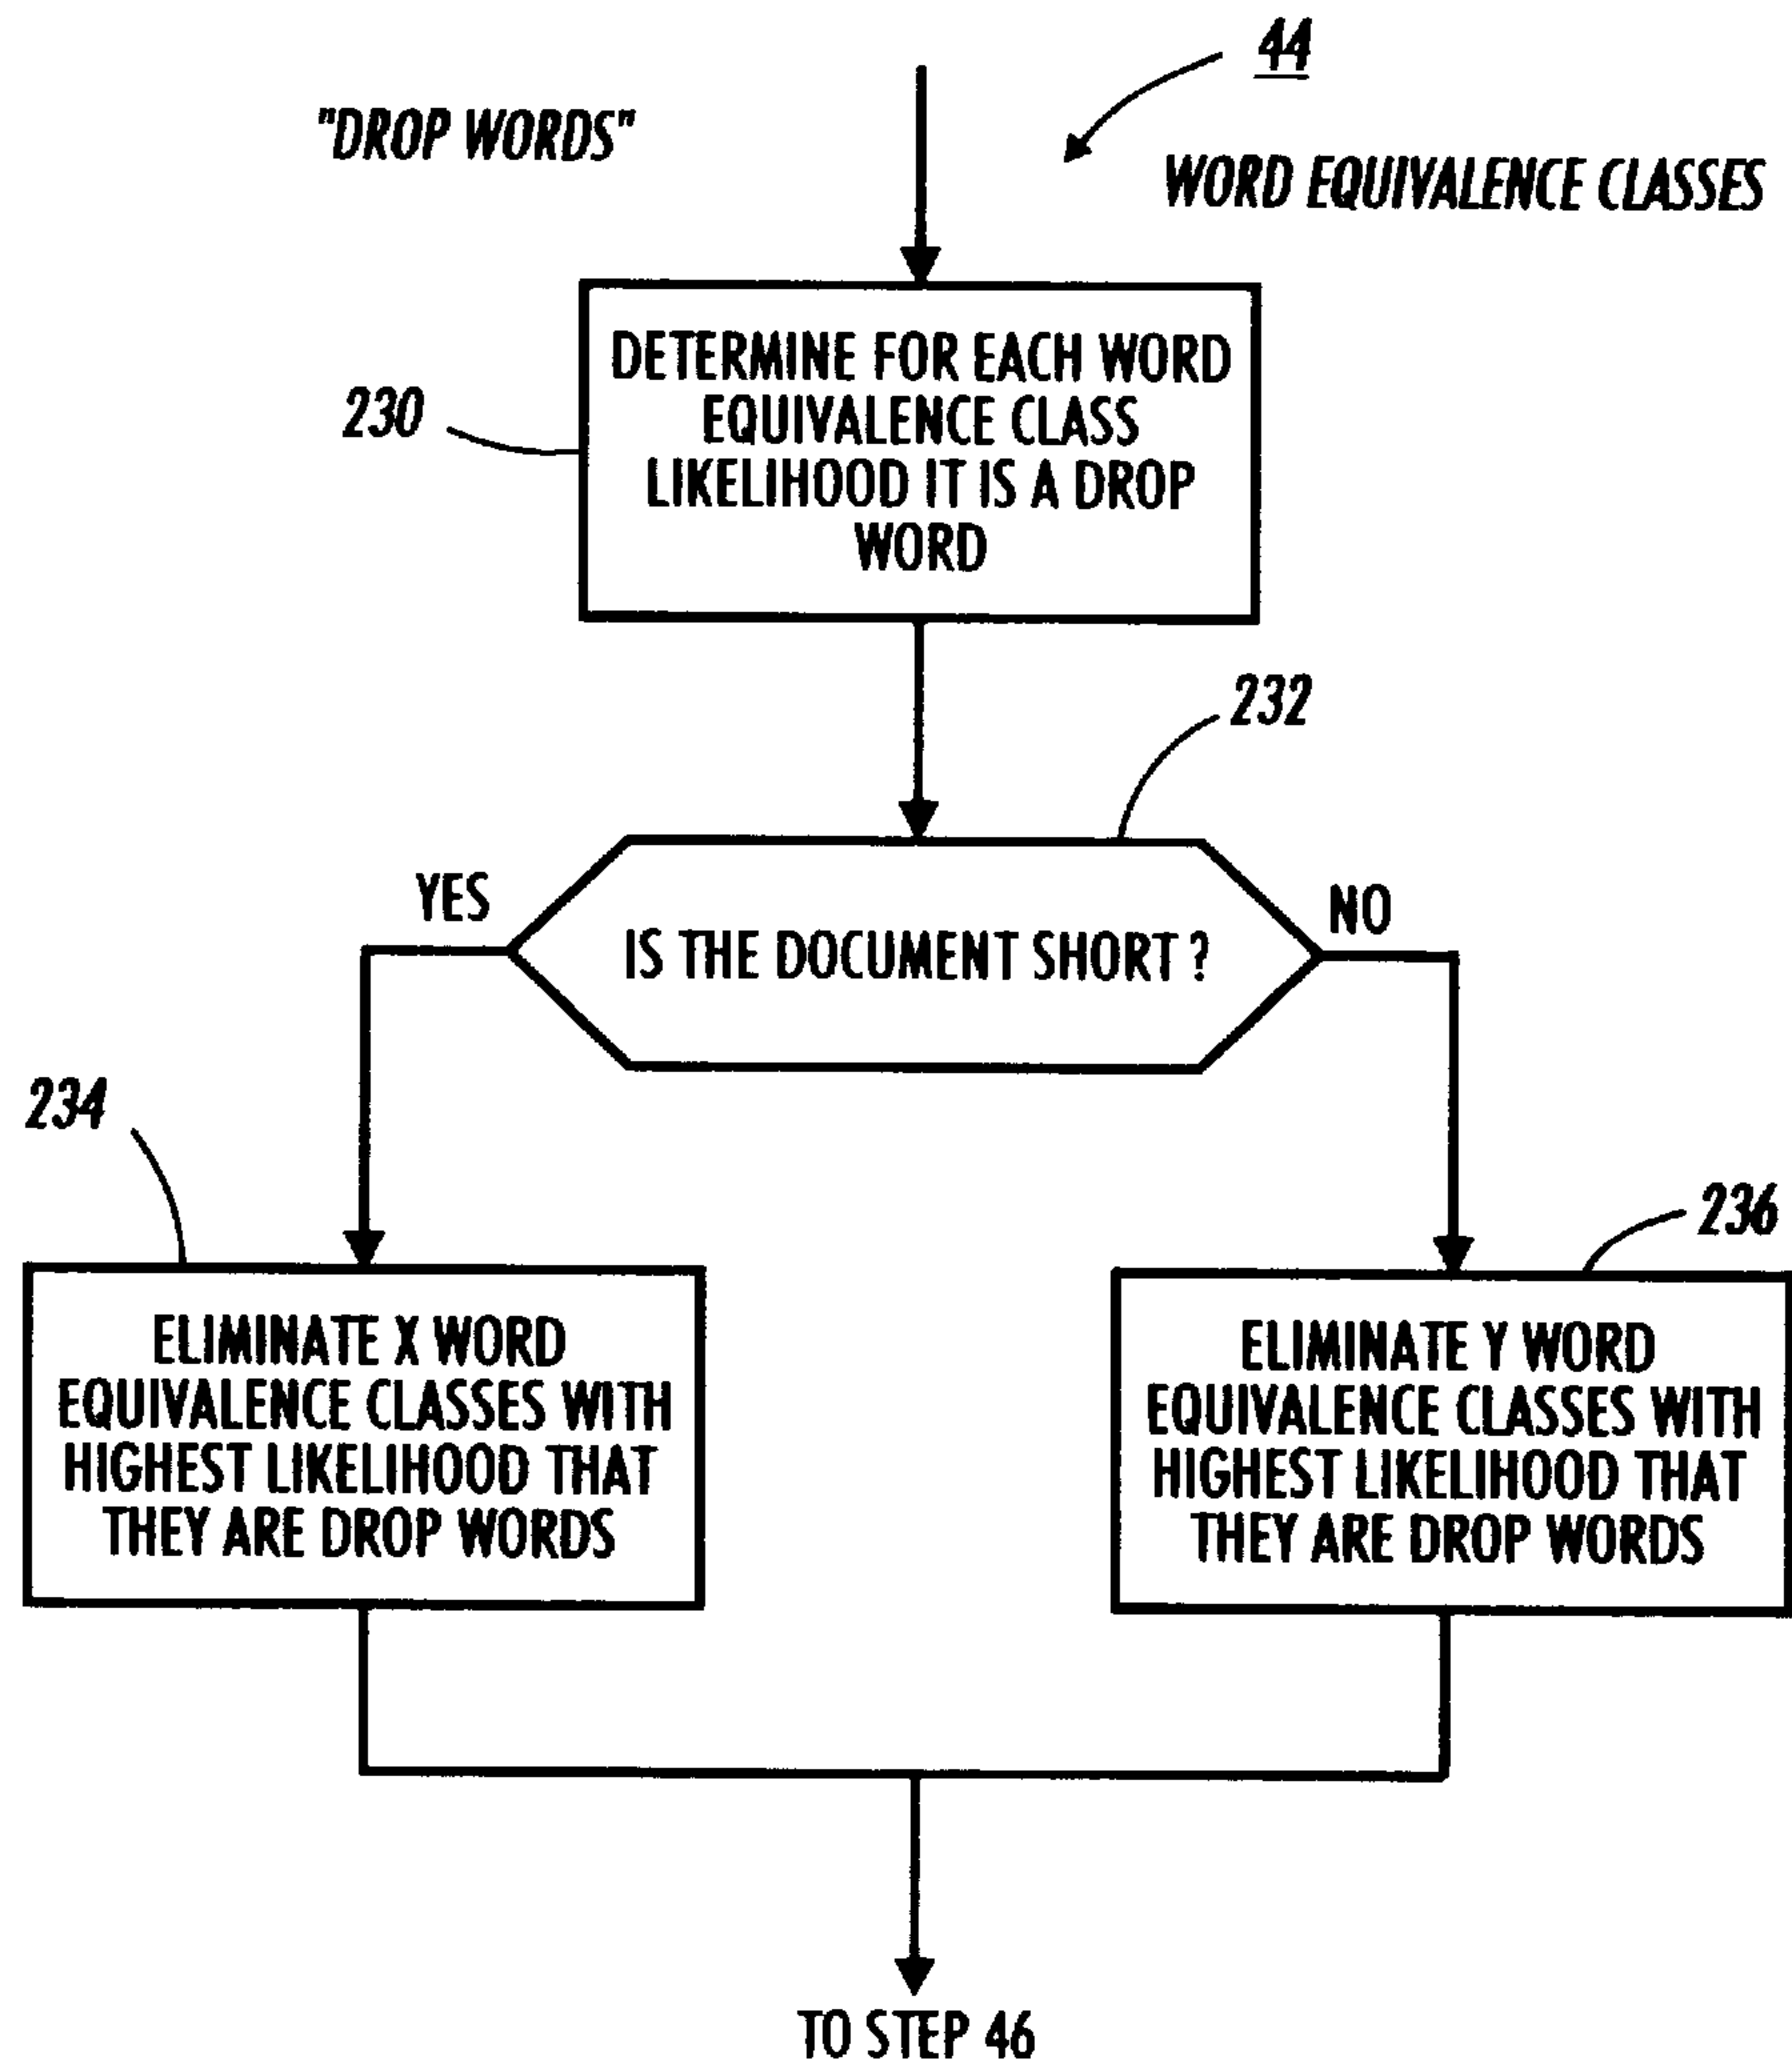 44
"DROP WORDS"
WORD EQUIVALENCE CLASSES
DETERMINE FOR EACH WORD
EQUIVALENCE CLASS
LIKELIHOOD IT IS A DROP
WORD
230
232
YES
NO
IS THE DOCUMENT SHORT ?
234
236
ELIMINATE X WORD
EQUIVALENCE CLASSES WITH
HIGHEST LIKELIHOOD THAT
THEY ARE DROP WORDS
ELIMINATE Y WORD
EQUIVALENCE CLASSES WITH
HIGHEST LIKELIHOOD THAT
THEY ARE DROP WORDS
TO STEP 46